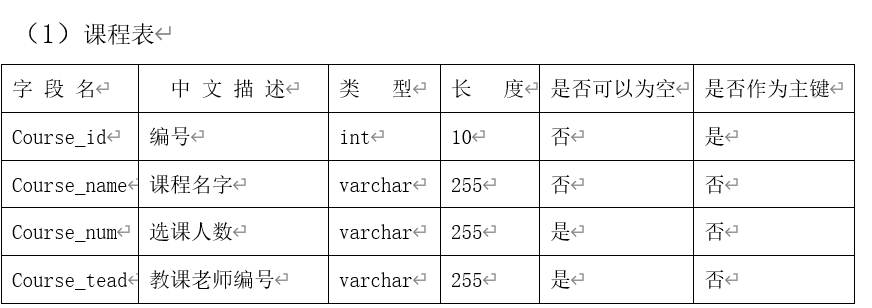 （1）课程表
字 段 名 中 文 描 述 类 型 长 度 是否可以为空 是否作为主键
Course_id 编号 int 10 否 是
Course_name 课程名字 varchar 255 否 否
Course_num 选课人数 varchar 255 是 否
Course_tead 教课老师编号 varchar 255 是 否